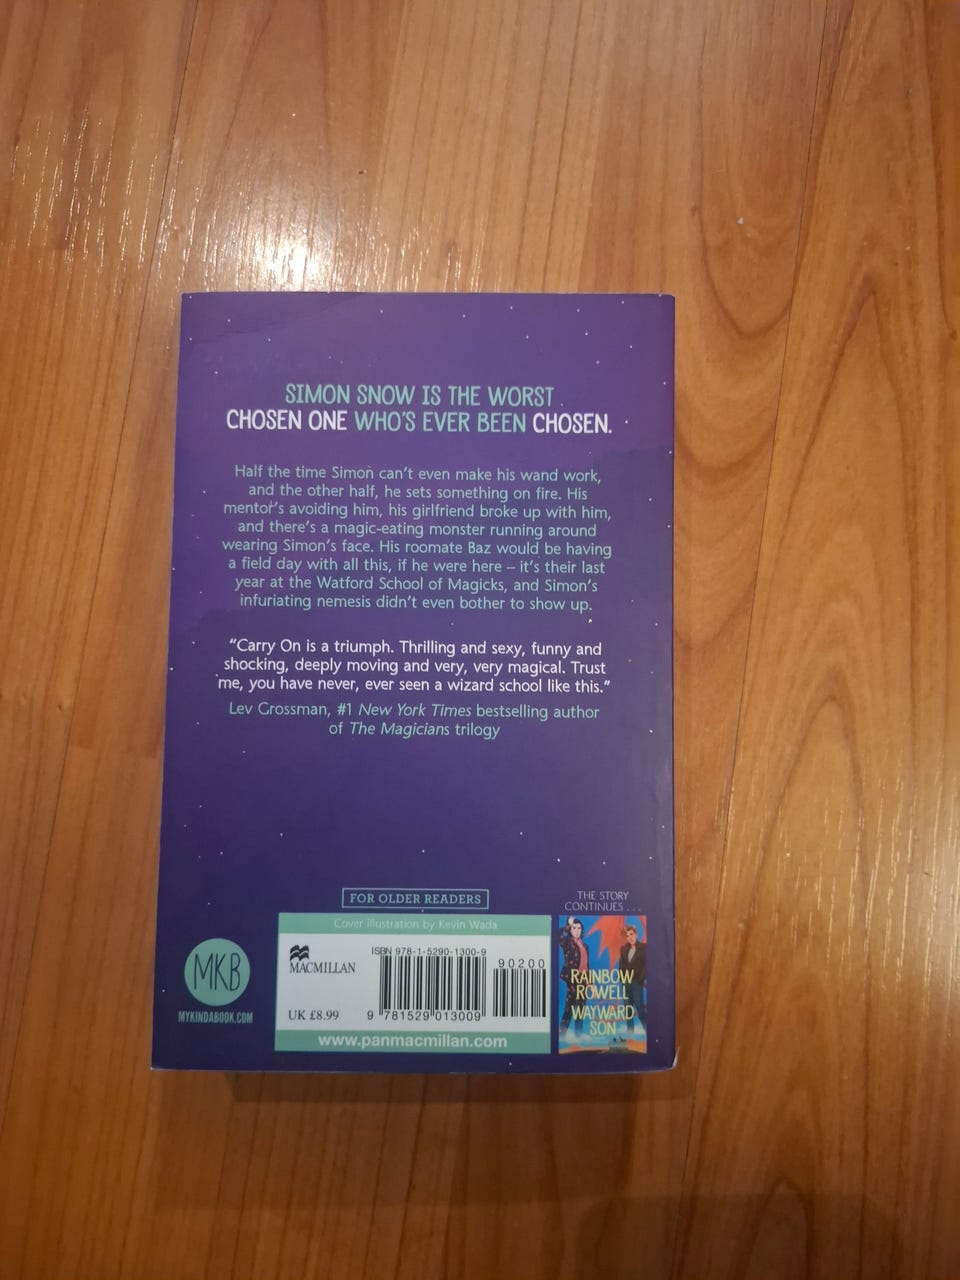 SIMON SNOW IS THE WORST
CHOSEN ONE WHO'S EVER BEEN CHOSEN.
Half the time Simon can't even make his wand work,
and the other half, he sets something on fire. His
mentor's avoiding him, his girlfriend broke up with him,
and there's a magic-eating monster running around
wearing Simon's face. His roomate Baz would be having
a field day with all this, if he were here – it's their last
year at the Watford School of Magicks, and Simon's
infuriating nemesis didn't even bother to show up.
"Carry On is a triumph. Thrilling and sexy, funny and
shocking, deeply moving and very, very magical. Trust
me, you have never, ever seen a wizard school like this."
Lev Grossman, #1 New York Times bestselling author
of The Magicians trilogy
FOR OLDER READERS
Cover illustration by Kevin Wada
MKB
MYKINDABOOK.COM
MACMILLAN
UK £8.99
ISBN 978-1-5290-1300-9
90200
9 781529 013009
www.panmacmillan.com
THE STORY
CONTINUES . . .
RAINBOW
ROWELL
WAYWARD
SON